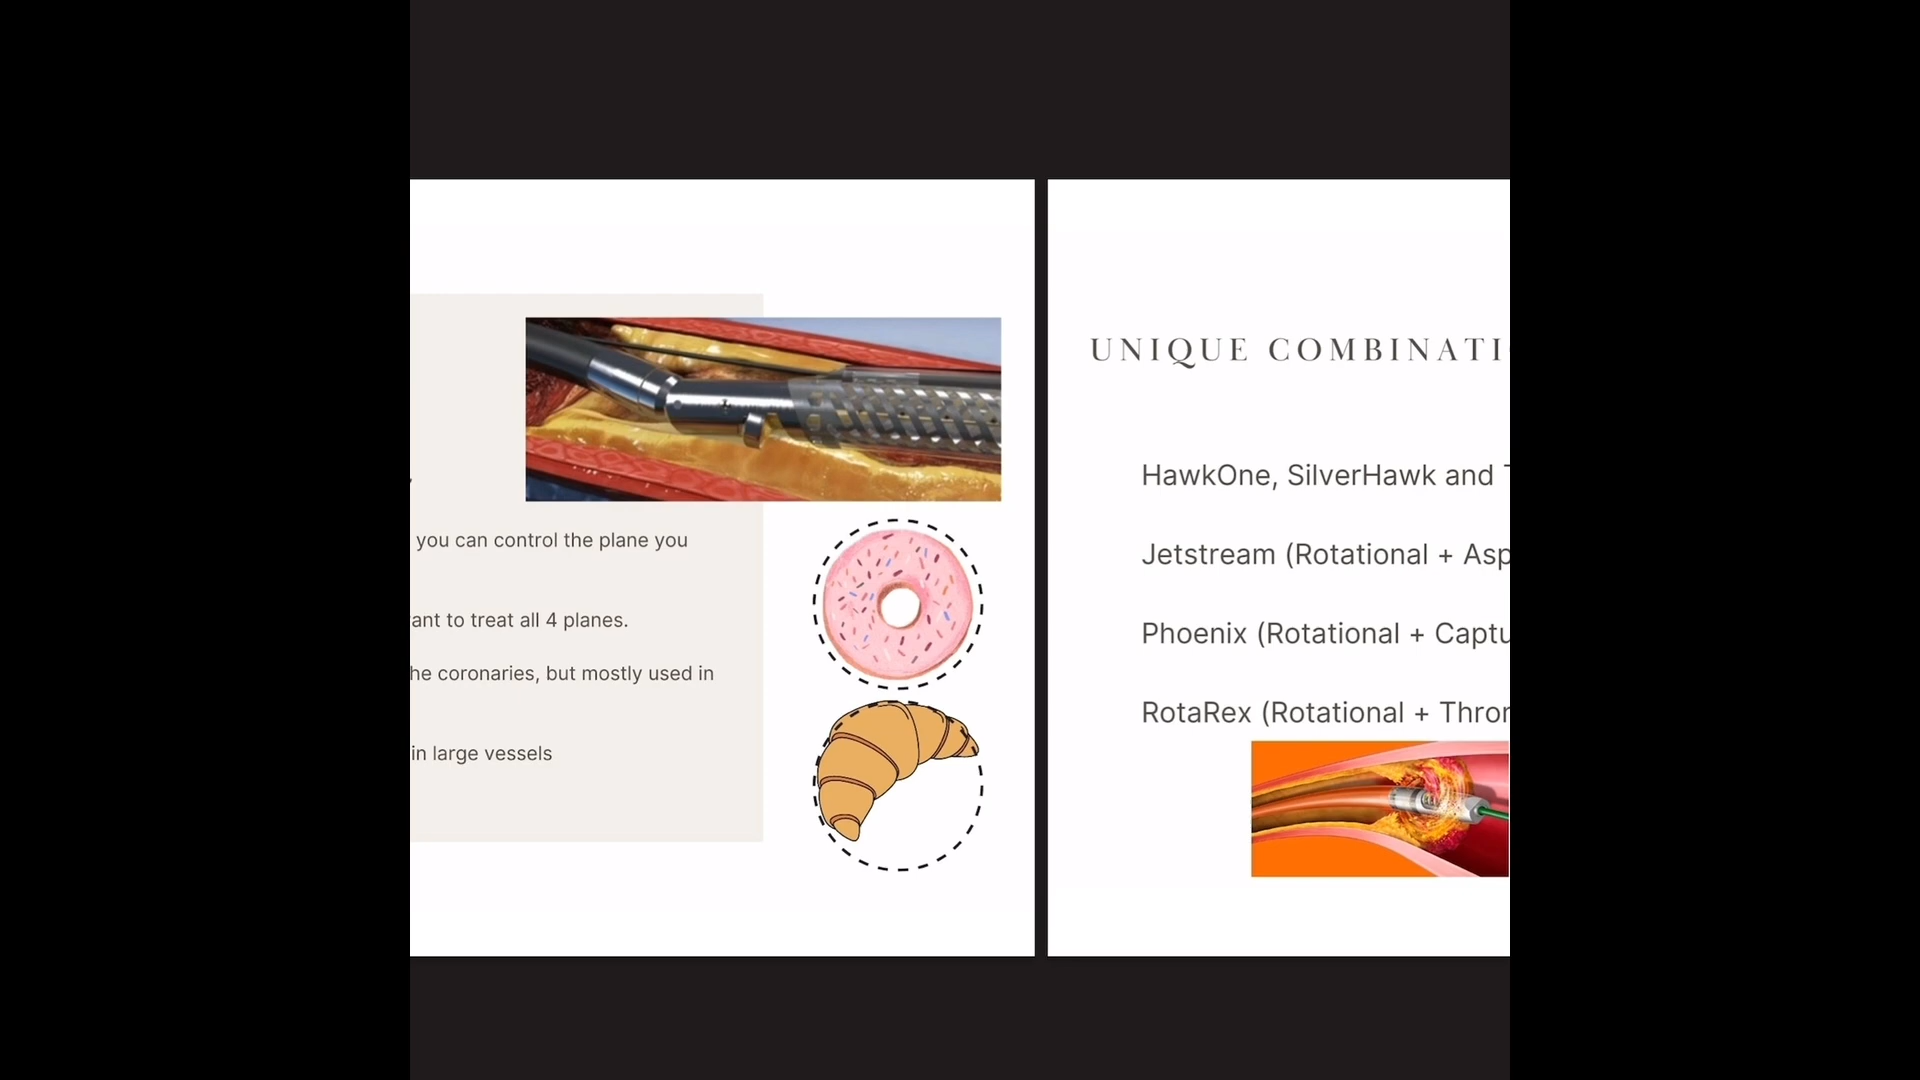 you can control the plane you
ant to treat all 4 planes.
he coronaries, but mostly used in
in large vessels
UNIQUE COMBINATI
HawkOne, SilverHawk and
Jetstream (Rotational + Asp
Phoenix (Rotational + Captu
RotaRex (Rotational + Thro